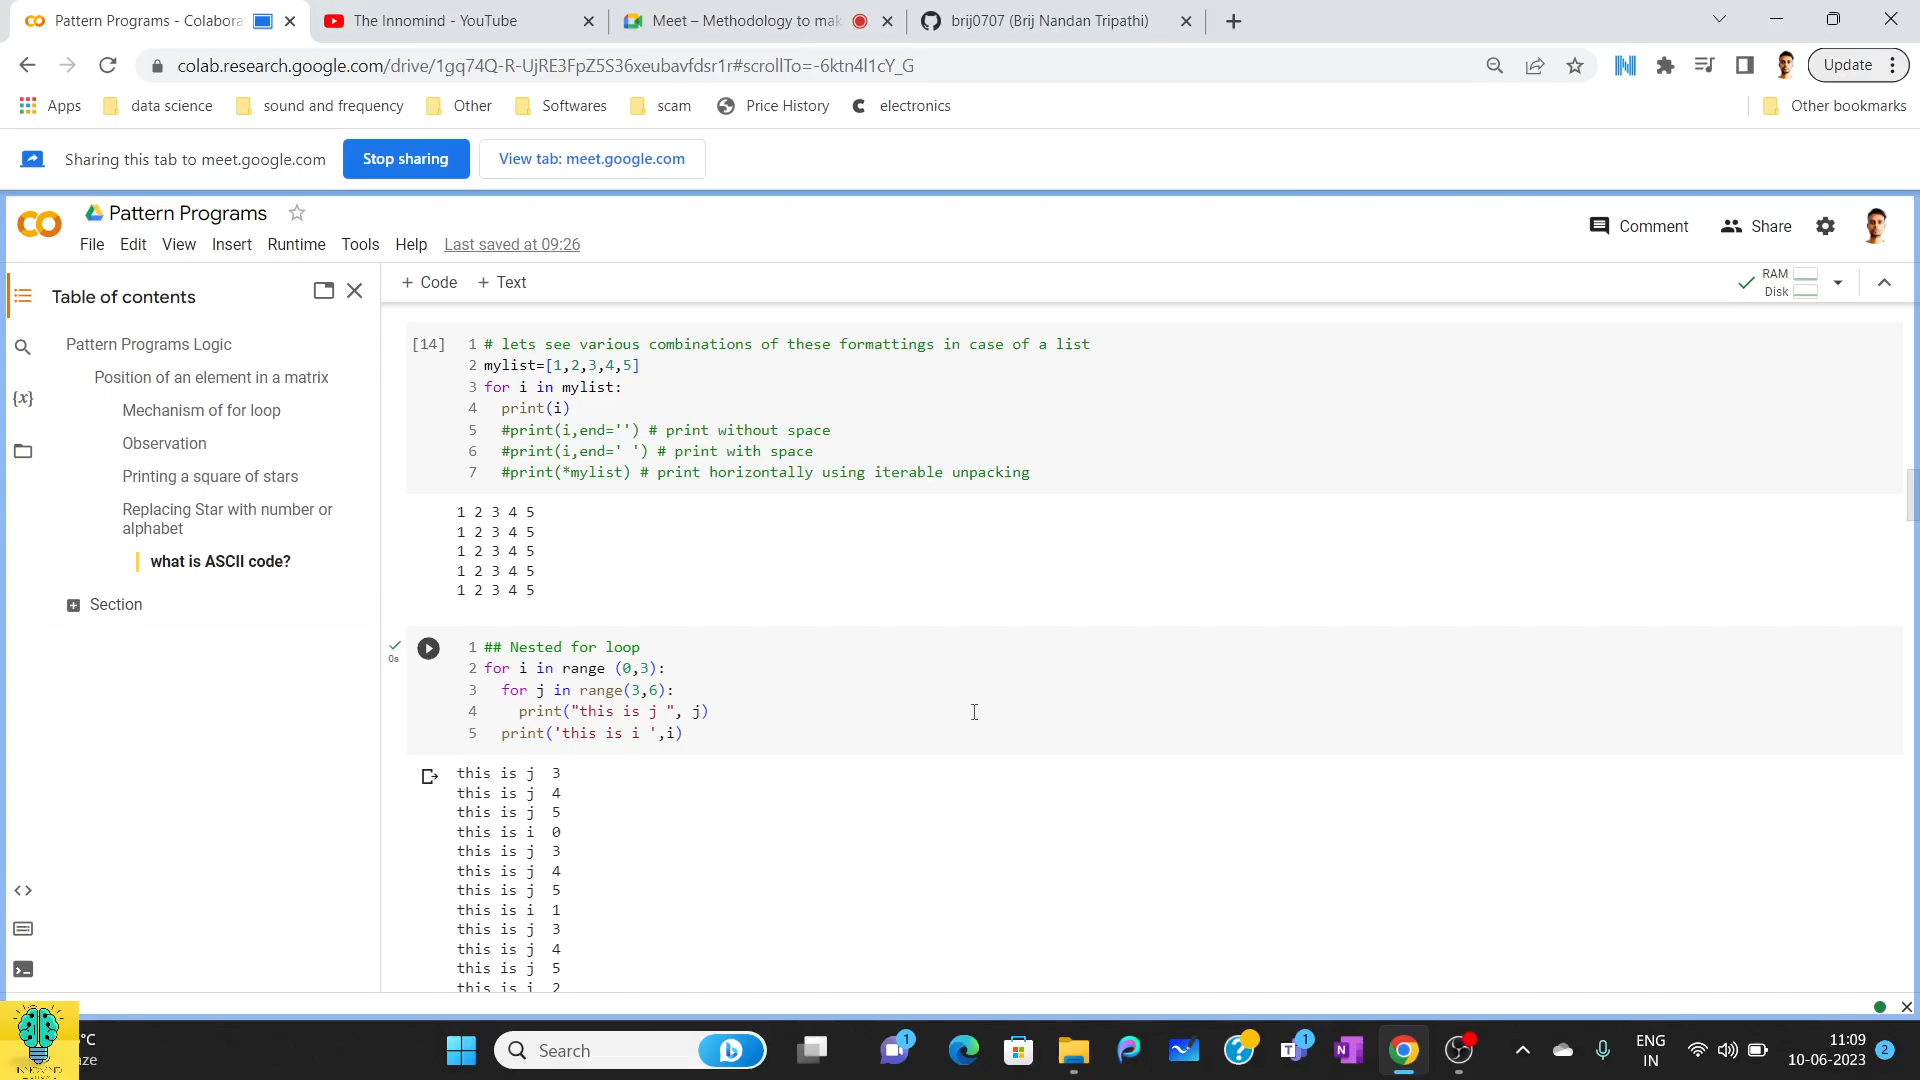 Pattern Programs - Colabora
The Innomind - YouTube
Meet – Methodology to mak
brij0707 (Brij Nandan Tripathi)
colab.research.google.com/drive/1gq74Q-R-UjRE3FpZ5S36xeubavfdsr1r#scrollTo=-6ktn4l1cY_G
Update
Apps
data science
sound and frequency
Other
Softwares
scam
Price History
electronics
Other bookmarks
Sharing this tab to meet.google.com
Stop sharing
View tab: meet.google.com
Pattern Programs
File Edit View Insert Runtime Tools Help Last saved at 09:26
Comment
Share
Table of contents
+ Code + Text
RAM
Disk
Pattern Programs Logic
Position of an element in a matrix
Mechanism of for loop
Observation
Printing a square of stars
Replacing Star with number or
alphabet
what is ASCII code?
Section
[14]
1 # lets see various combinations of these formattings in case of a list
2 mylist=[1,2,3,4,5]
3 for i in mylist:
4 print(i)
5 #print(i,end='') # print without space
6 #print(i,end=' ') # print with space
7 #print(*mylist) # print horizontally using iterable unpacking
1 2 3 4 5
1 2 3 4 5
1 2 3 4 5
1 2 3 4 5
1 2 3 4 5
0s
1 ## Nested for loop
2 for i in range (0,3):
3 for j in range(3,6):
4 print("this is j ", j)
5 print('this is i ',i)
this is j 3
this is j 4
this is j 5
this is i 0
this is j 3
this is j 4
this is j 5
this is i 1
this is j 3
this is j 4
this is j 5
this is i 2
°C
ze
Search
1
1
ENG
IN
11:09
10-06-2023
2